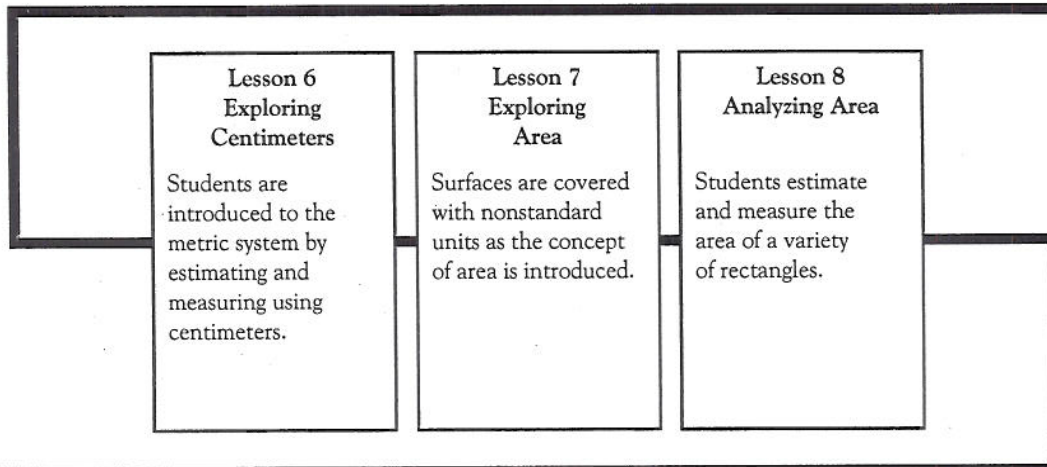 Lesson 6
Exploring
Centimeters
Students are
introduced to the
metric system by
estimating and
measuring using
centimeters.
Lesson 7
Exploring
Area
Surfaces are covered
with nonstandard
units as the concept
of area is introduced.
Lesson 8
Analyzing Area
Students estimate
and measure the
area of a variety
of rectangles.